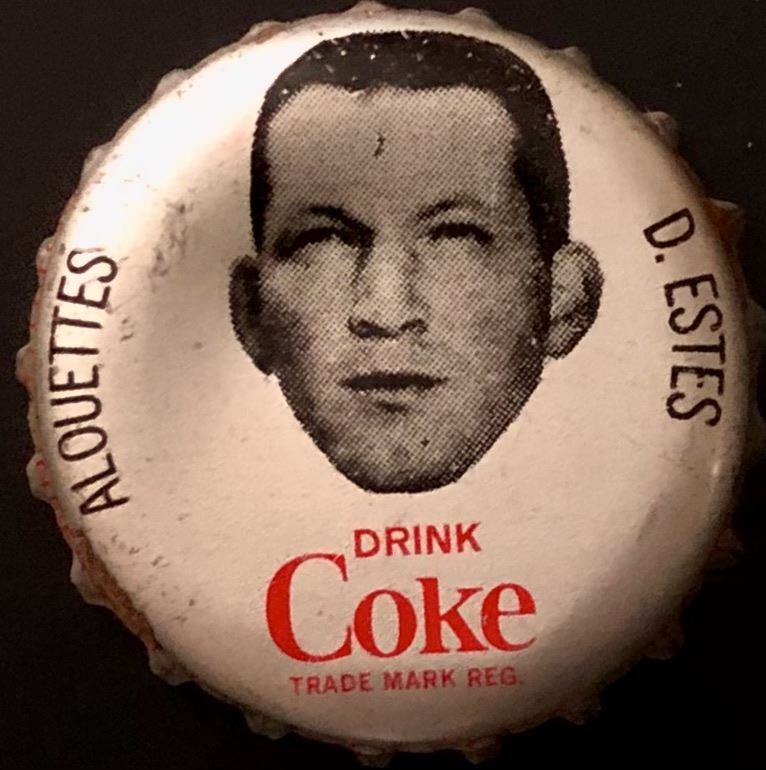 ALOUETTES
D. ESTES
DRINK
Coke
TRADE MARK REG.